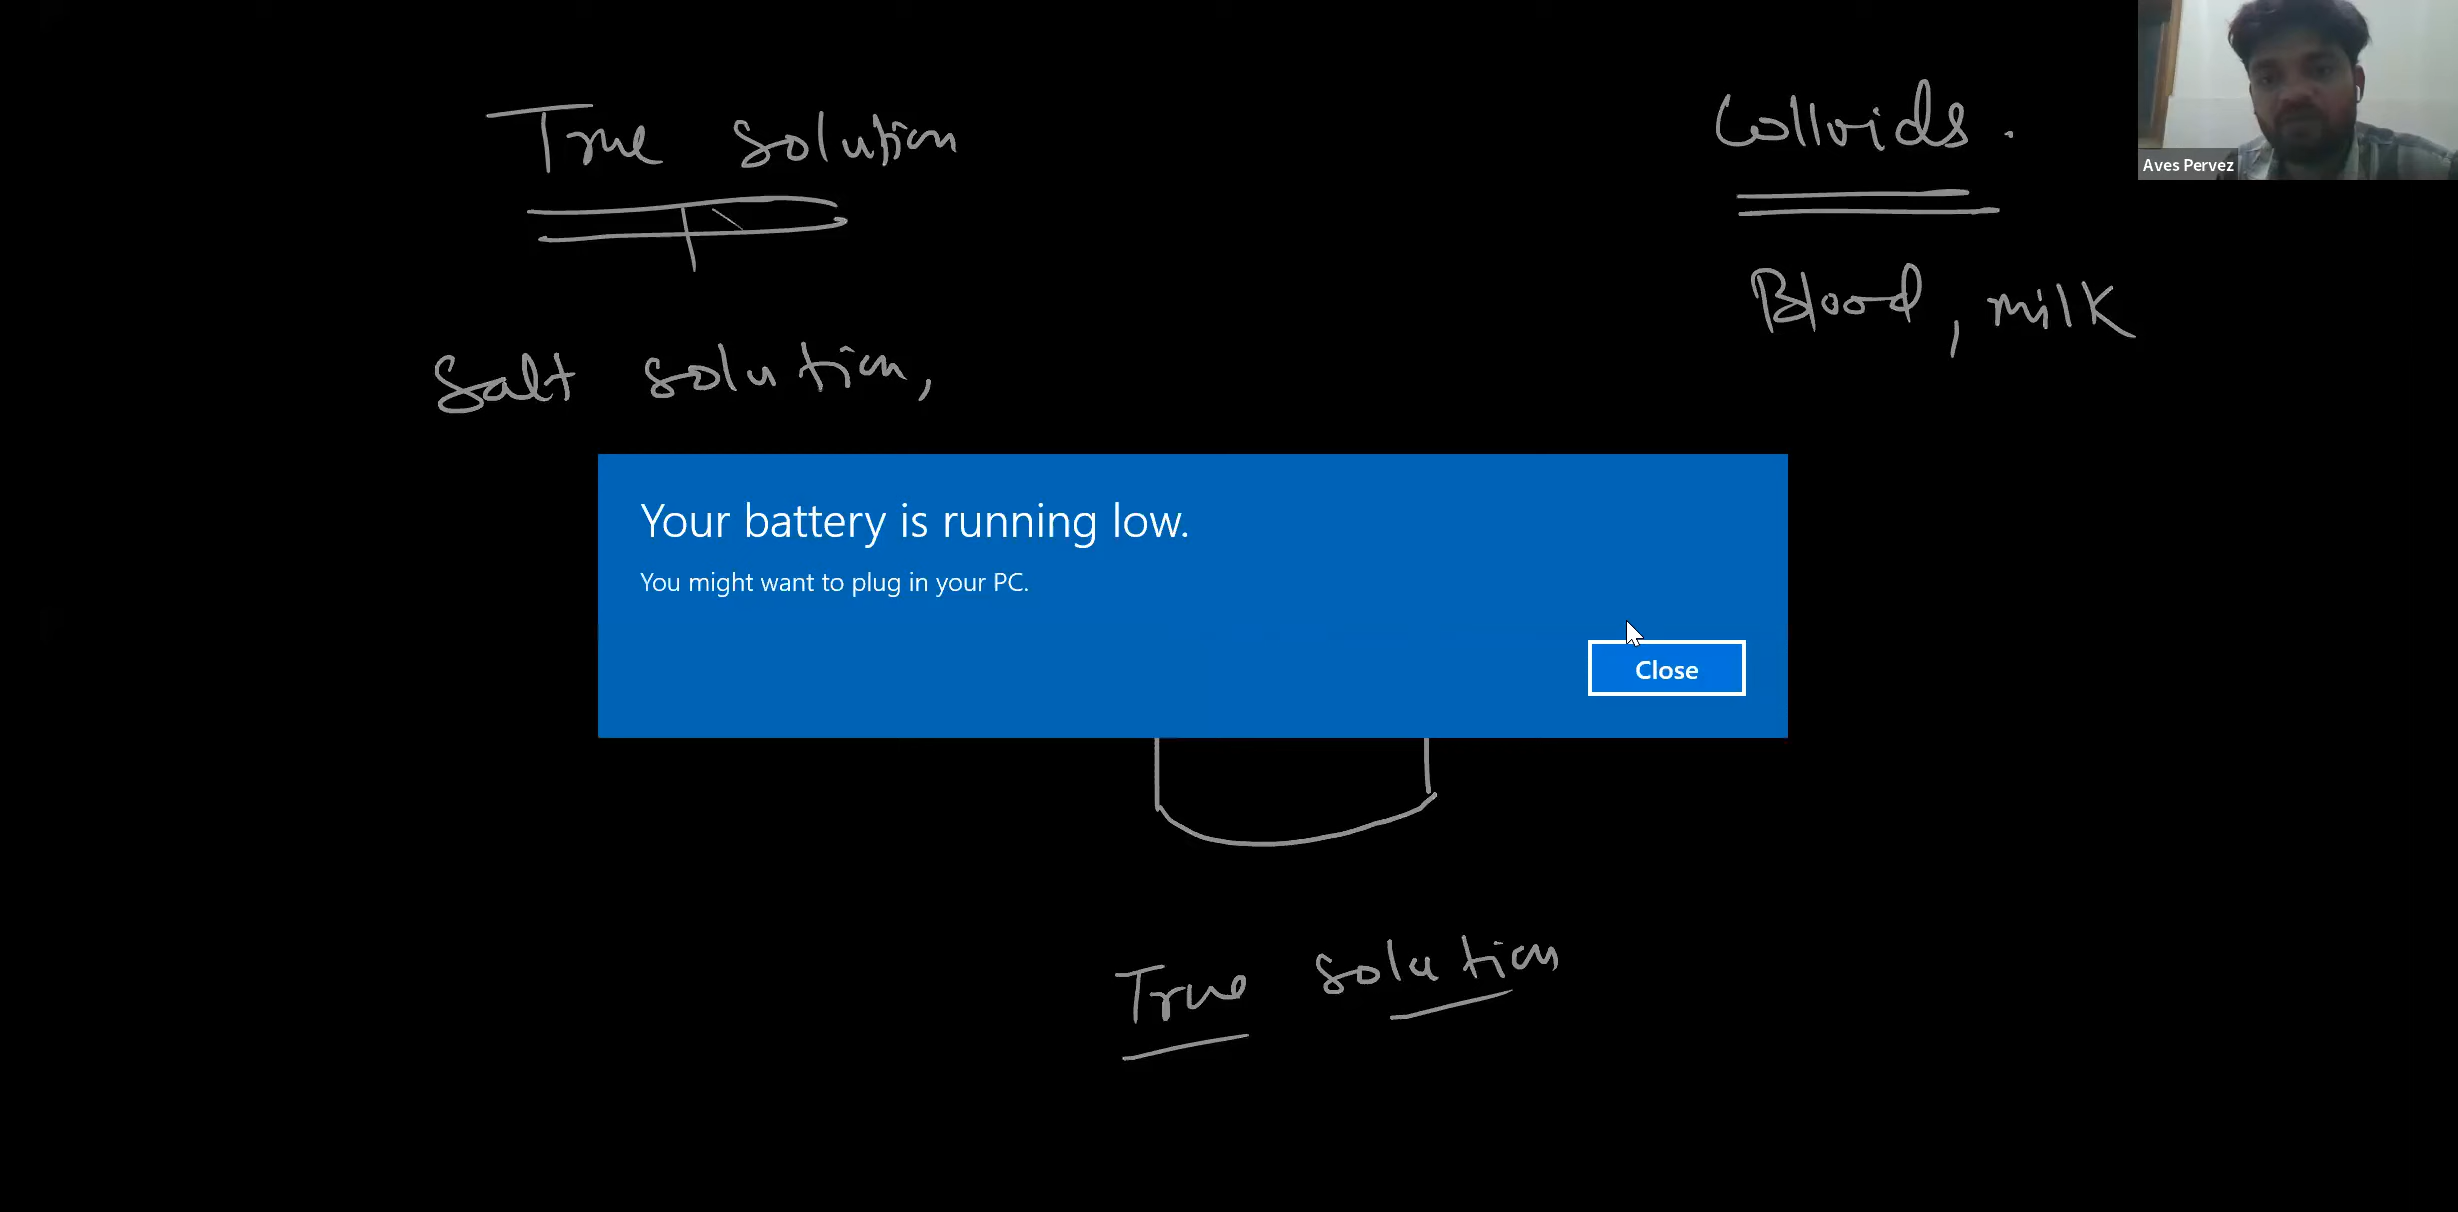 True solution
Colloids.
Aves Pervez
Blood, milk
Salt solution,
Your battery is running low.
You might want to plug in your PC.
Close
True solution